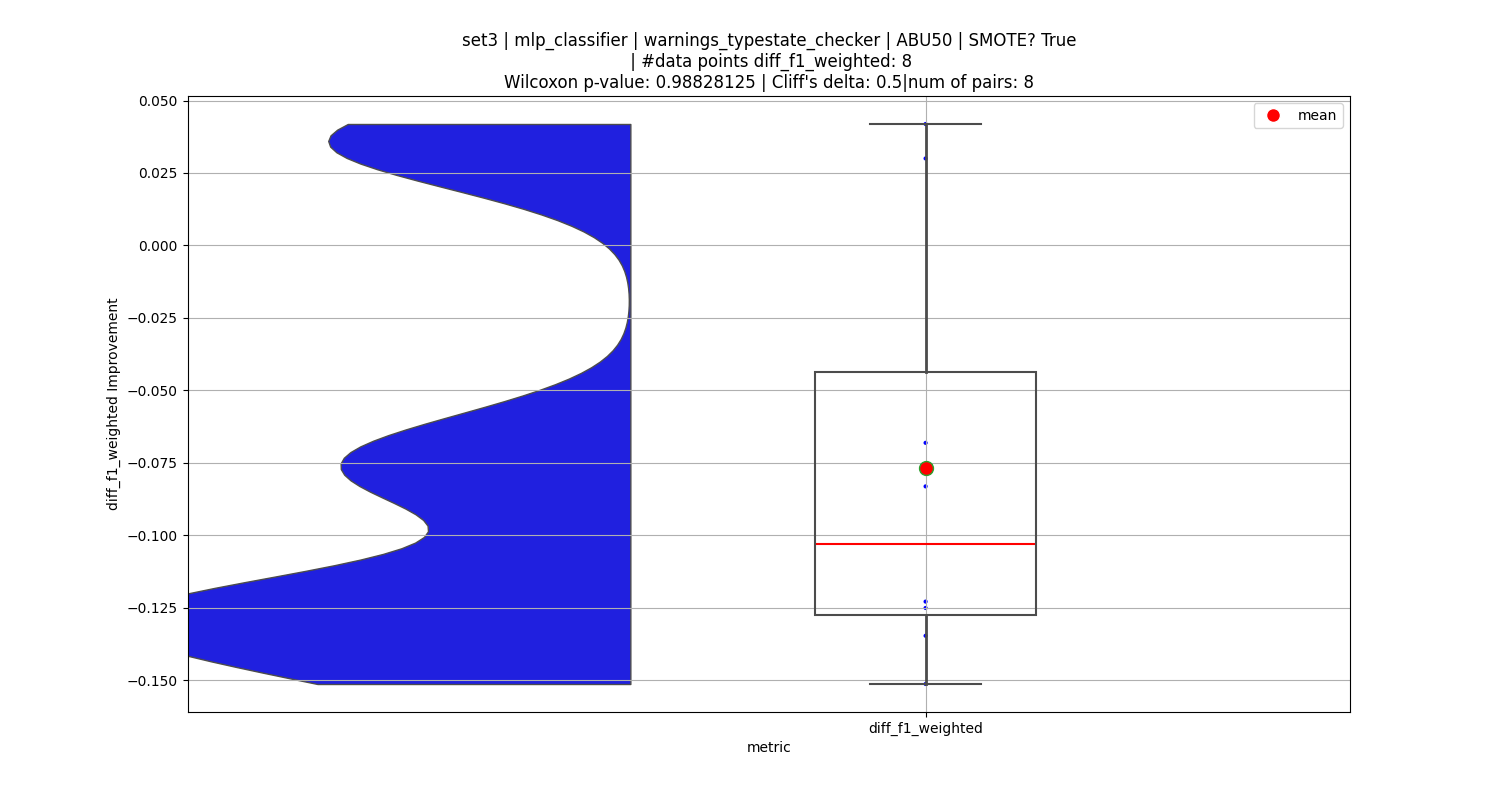 set3 | mlp_classifier | warnings_typestate_checker | ABU50 | SMOTE? True
| #data points diff_f1_weighted: 8
Wilcoxon p-value: 0.98828125 | Cliff's delta: 0.5|num of pairs: 8
mean
0.050
0.025
0.000
−0.025
−0.050
−0.075
−0.100
−0.125
−0.150
diff_f1_weighted Improvement
diff_f1_weighted
metric